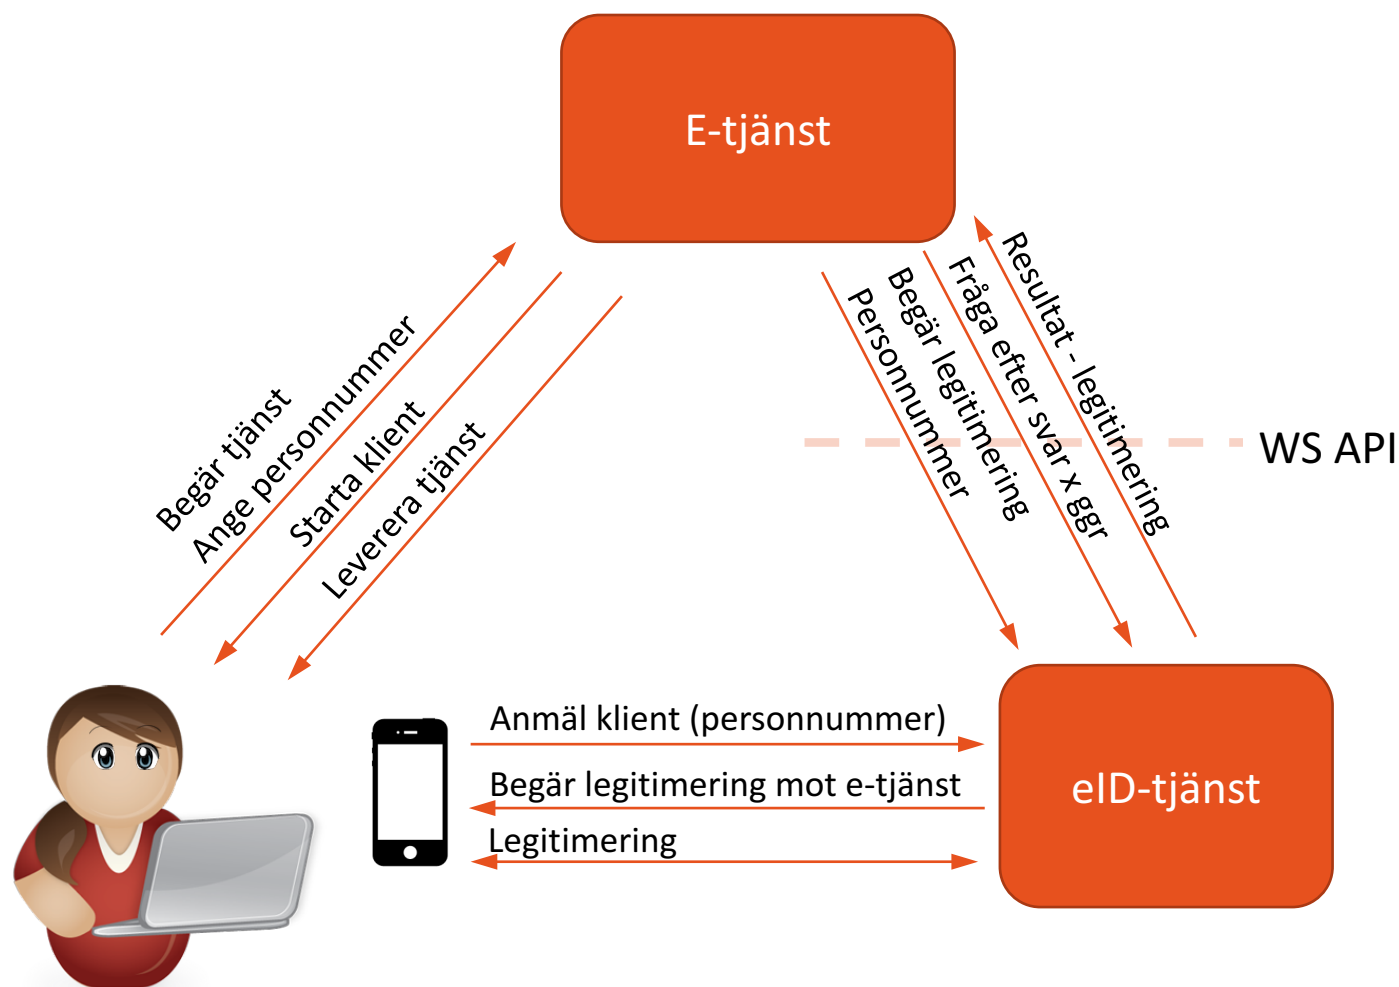 E-tjänst
Begär tjänst
Ange personnummer
Starta klient
Leverera tjänst
Personnummer
Begär legitimering
Fråga efter svar x ggr
Resultat - legitimering
WS API
Anmäl klient (personnummer)
Begär legitimering mot e-tjänst
Legitimering
eID-tjänst